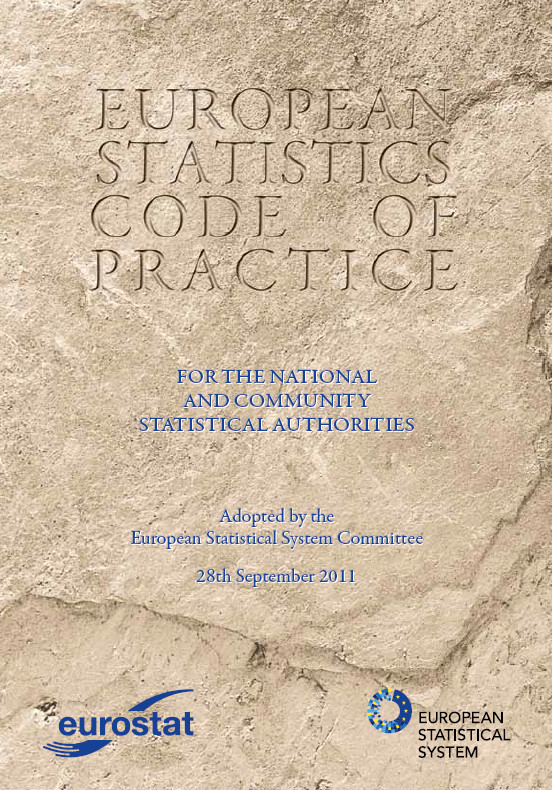 EUROPEAN
STATISTICS
CODE OF
PRACTICE
FOR THE NATIONAL
AND COMMUNITY
STATISTICAL AUTHORITIES
Adopted by the
European Statistical System Committee
28th September 2011
eurostat
EUROPEAN
STATISTICAL
SYSTEM